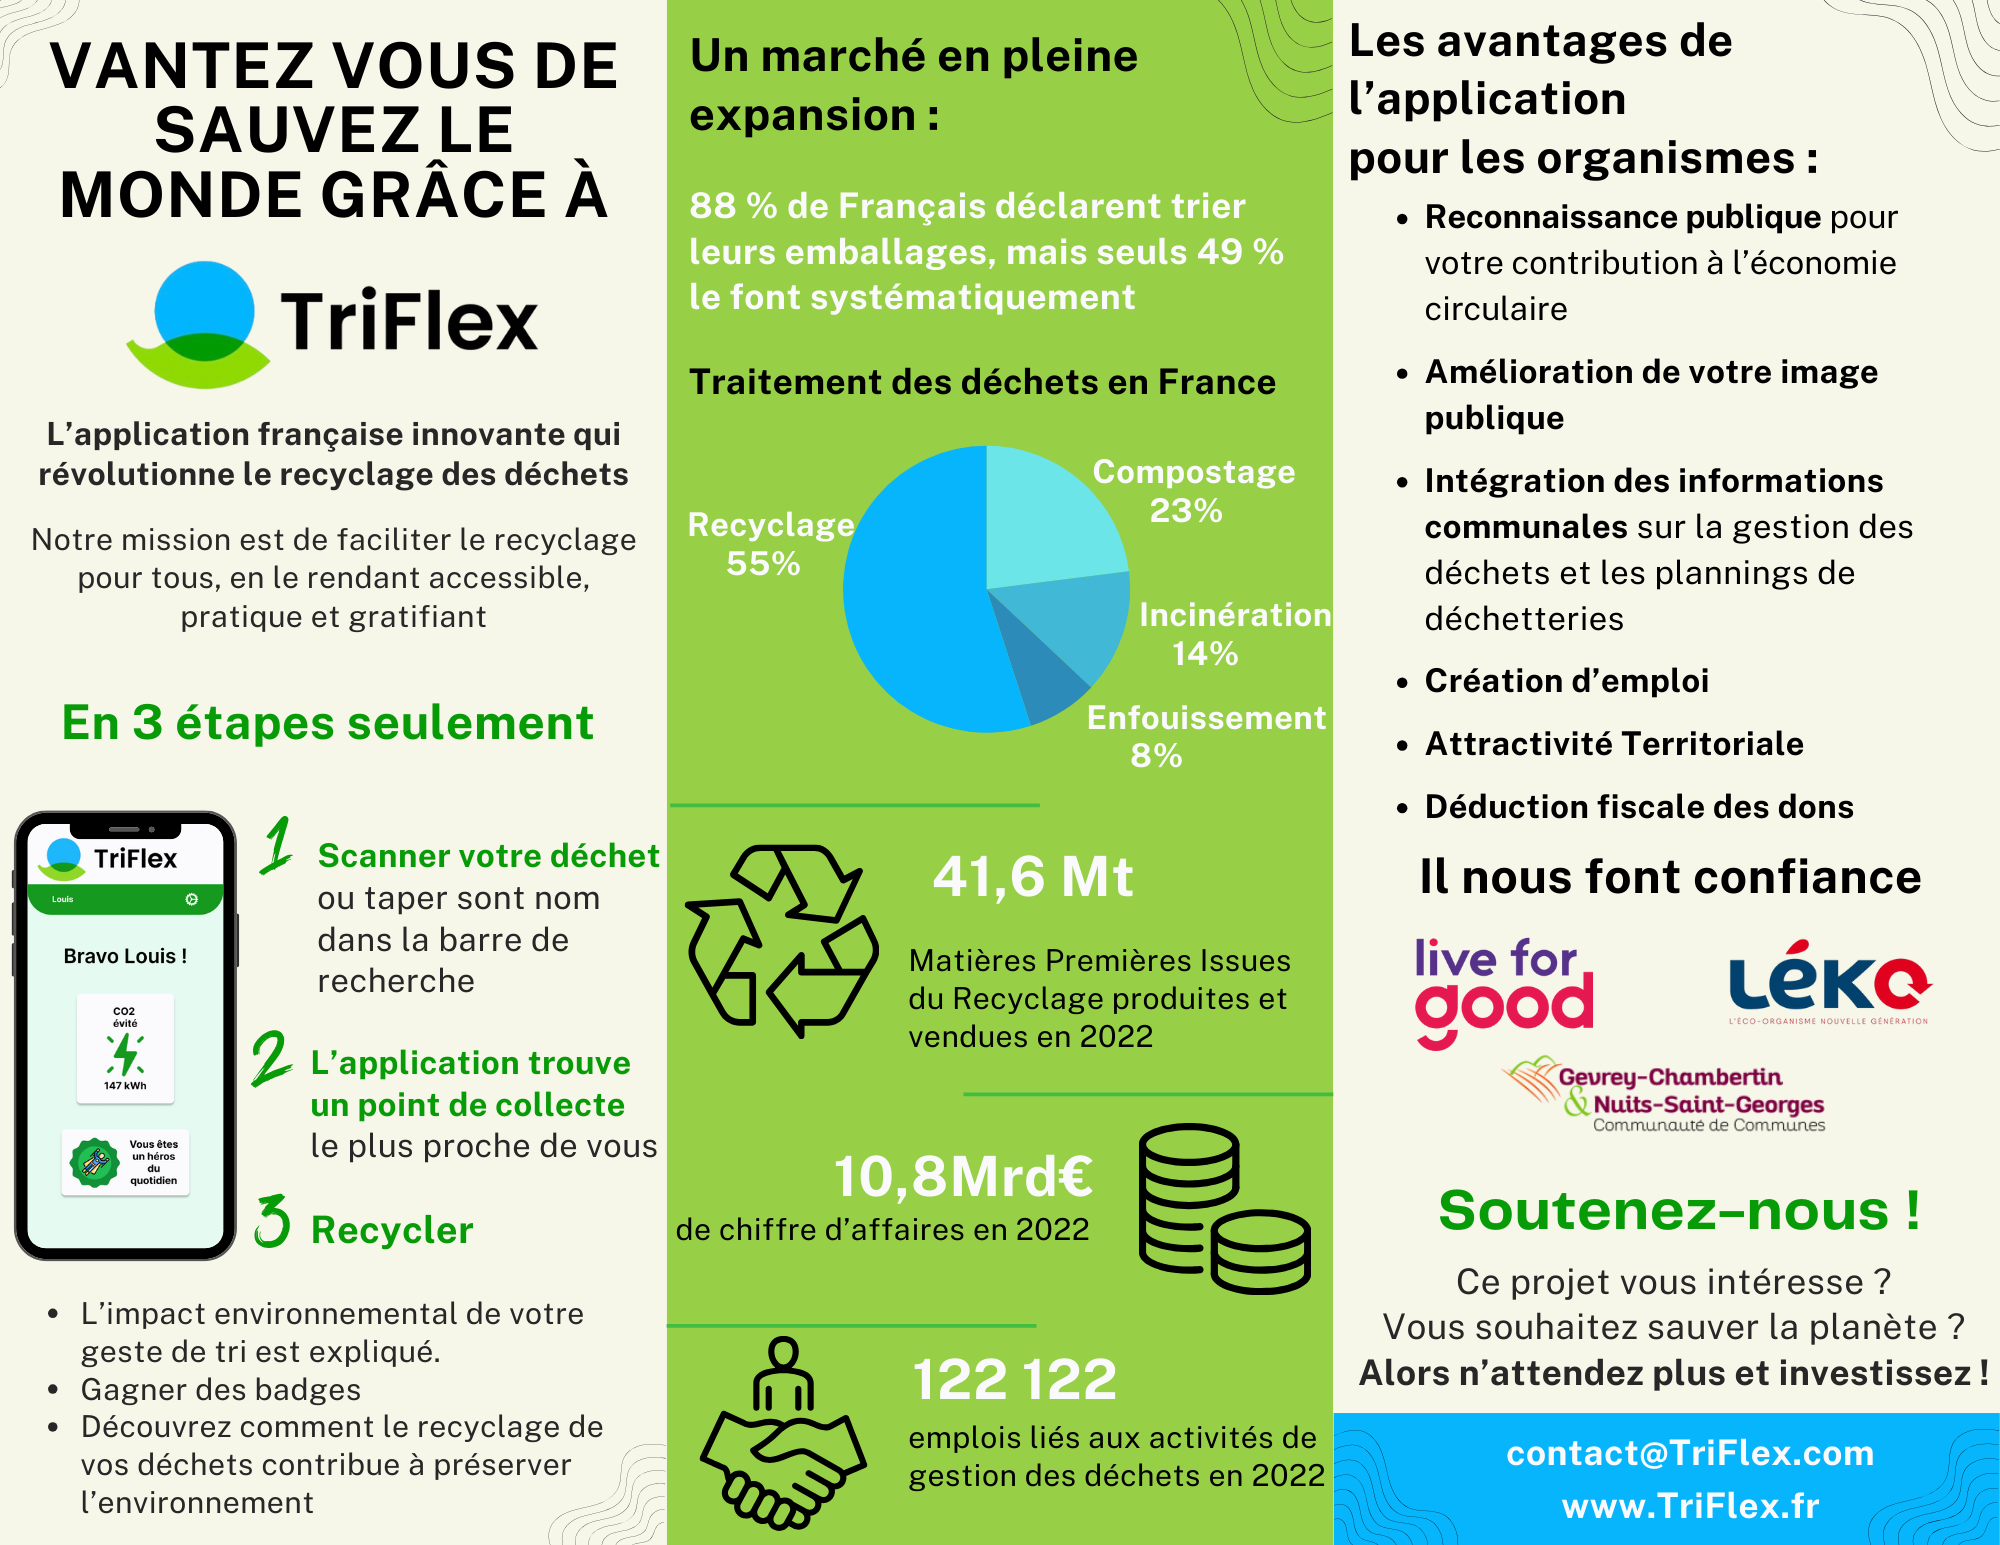 VANTEZ VOUS DE
SAUVEZ LE
MONDE GRÂCE À
TriFlex
L’application française innovante qui
révolutionne le recyclage des déchets
Notre mission est de faciliter le recyclage
pour tous, en le rendant accessible,
pratique et gratifiant
En 3 étapes seulement
TriFlex
Louis
Bravo Louis !
CO2
évité
147 kWh
Vous êtes
un héros
du
quotidien
1
Scanner votre déchet
ou taper sont nom
dans la barre de
recherche
2
L’application trouve
un point de collecte
le plus proche de vous
3
Recycler
• L’impact environnemental de votre
geste de tri est expliqué.
• Gagner des badges
• Découvrez comment le recyclage de
vos déchets contribue à préserver
l’environnement
Un marché en pleine
expansion :
88 % de Français déclarent trier
leurs emballages, mais seuls 49 %
le font systématiquement
Traitement des déchets en France
Compostage
23%
Recyclage
55%
Incinération
14%
Enfouissement
8%
41,6 Mt
Matières Premières Issues
du Recyclage produites et
vendues en 2022
10,8Mrd€
de chiffre d’affaires en 2022
122 122
emplois liés aux activités de
gestion des déchets en 2022
Les avantages de
l’application
pour les organismes :
• Reconnaissance publique pour
votre contribution à l’économie
circulaire
• Amélioration de votre image
publique
• Intégration des informations
communales sur la gestion des
déchets et les plannings de
déchetteries
• Création d’emploi
• Attractivité Territoriale
• Déduction fiscale des dons
Il nous font confiance
live for
good
LÉKO
L'ÉCO-ORGANISME NOUVELLE GÉNÉRATION
Gevrey-Chambertin
& Nuits-Saint-Georges
Communauté de Communes
Soutenez-nous !
Ce projet vous intéresse ?
Vous souhaitez sauver la planète ?
Alors n’attendez plus et investissez !
contact@TriFlex.com
www.TriFlex.fr